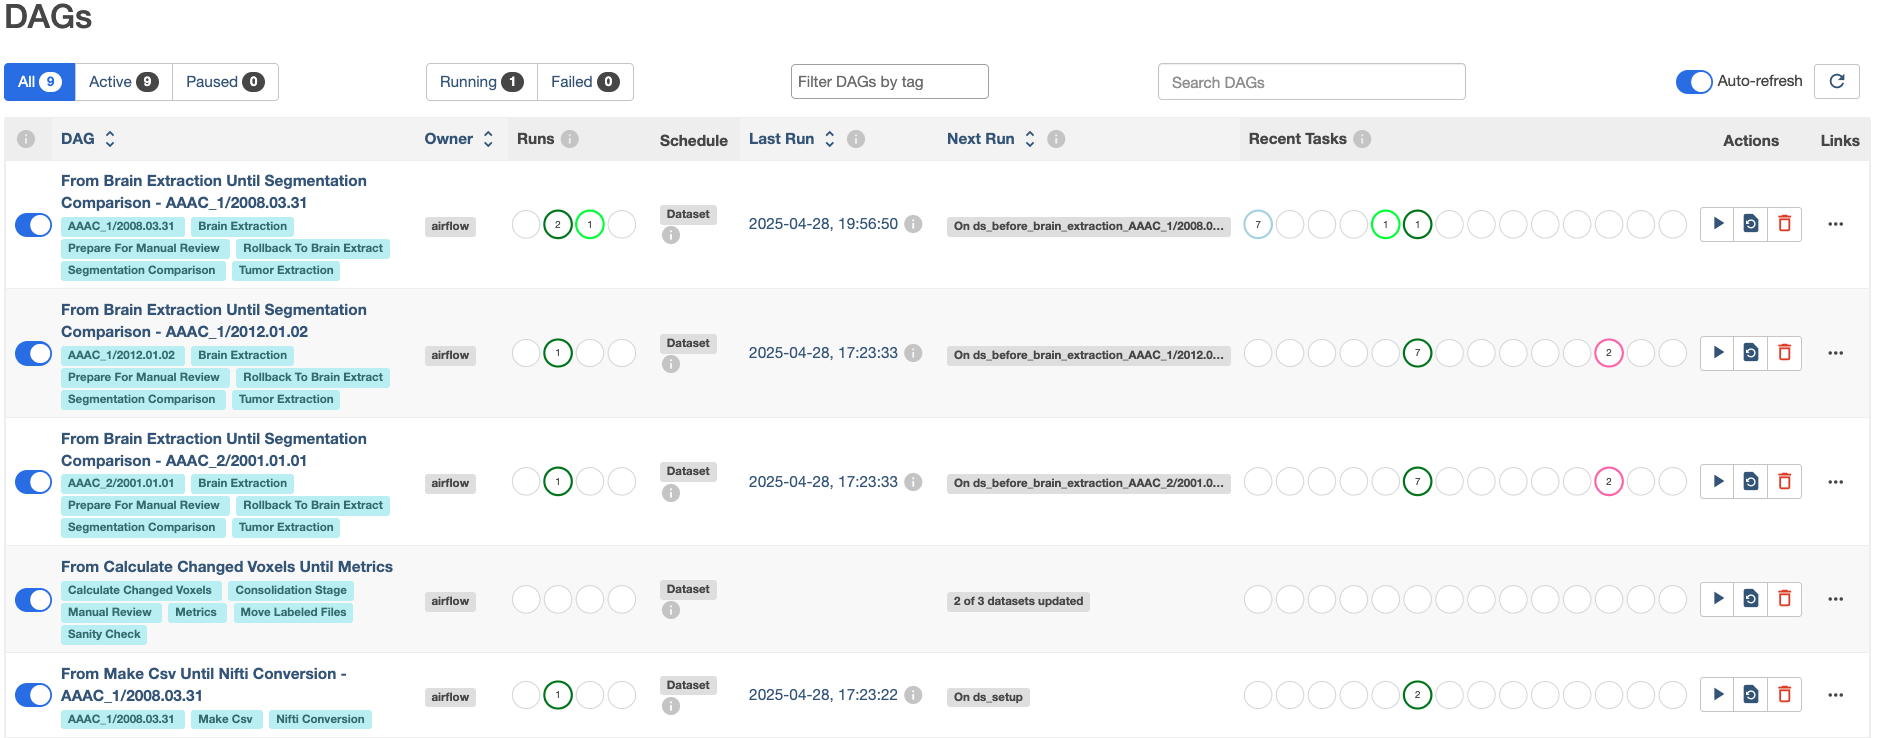 DAGs
All 9 Active 9 Paused 0 Running 1 Failed 0 Filter DAGs by tag Search DAGs Auto-refresh
i DAG Owner Runs i Schedule Last Run i Next Run i Recent Tasks i Actions Links
From Brain Extraction Until Segmentation
Comparison - AAAC_1/2008.03.31
AAAC_1/2008.03.31 Brain Extraction
Prepare For Manual Review Rollback To Brain Extract
Segmentation Comparison Tumor Extraction
airflow
2 1
Dataset
i
2025-04-28, 19:56:50 i
On ds_before_brain_extraction_AAAC_1/2008.0...
7 1 1
...
From Brain Extraction Until Segmentation
Comparison - AAAC_1/2012.01.02
AAAC_1/2012.01.02 Brain Extraction
Prepare For Manual Review Rollback To Brain Extract
Segmentation Comparison Tumor Extraction
airflow
1
Dataset
i
2025-04-28, 17:23:33 i
On ds_before_brain_extraction_AAAC_1/2012.0...
7 2
...
From Brain Extraction Until Segmentation
Comparison - AAAC_2/2001.01.01
AAAC_2/2001.01.01 Brain Extraction
Prepare For Manual Review Rollback To Brain Extract
Segmentation Comparison Tumor Extraction
airflow
1
Dataset
i
2025-04-28, 17:23:33 i
On ds_before_brain_extraction_AAAC_2/2001.0...
7 2
...
From Calculate Changed Voxels Until Metrics
Calculate Changed Voxels Consolidation Stage
Manual Review Metrics Move Labeled Files
Sanity Check
airflow
Dataset
i
2 of 3 datasets updated
...
From Make Csv Until Nifti Conversion -
AAAC_1/2008.03.31
AAAC_1/2008.03.31 Make Csv Nifti Conversion
airflow
1
Dataset
i
2025-04-28, 17:23:22 i
On ds_setup
2
...